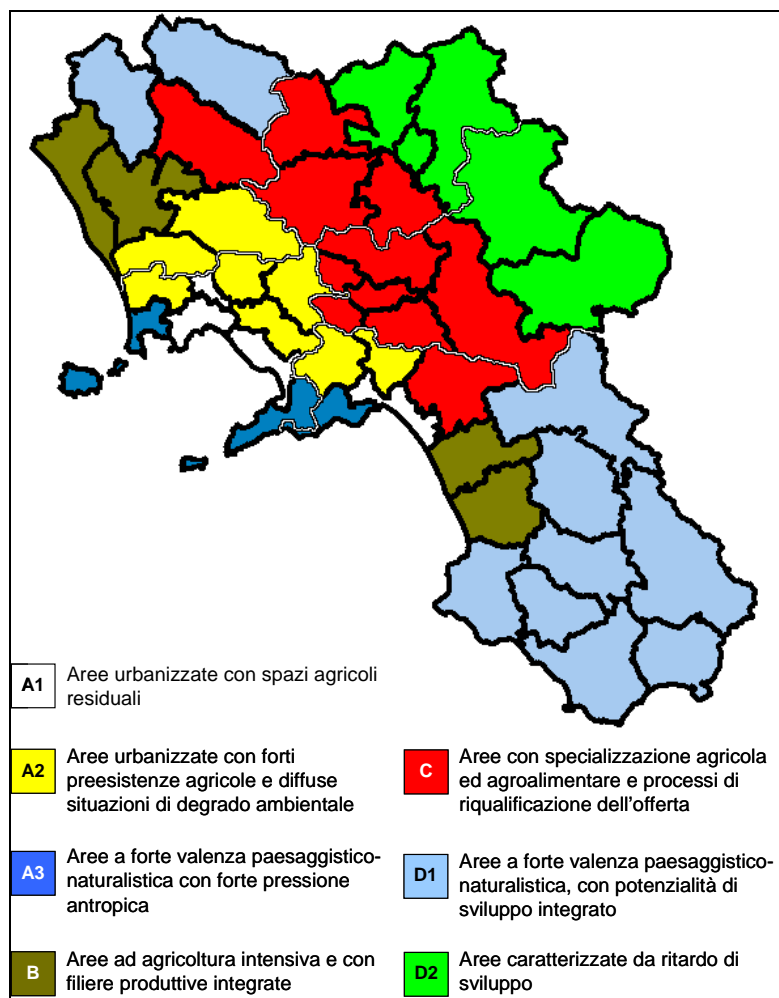 A1
Aree urbanizzate con spazi agricoli
residuali
A2
Aree urbanizzate con forti
preesistenze agricole e diffuse
situazioni di degrado ambientale
A3
Aree a forte valenza paesaggistico-
naturalistica con forte pressione
antropica
B
Aree ad agricoltura intensiva e con
filiere produttive integrate
C
Aree con specializzazione agricola
ed agroalimentare e processi di
riqualificazione dell'offerta
D1
Aree a forte valenza paesaggistico-
naturalistica, con potenzialità di
sviluppo integrato
D2
Aree caratterizzate da ritardo di
sviluppo